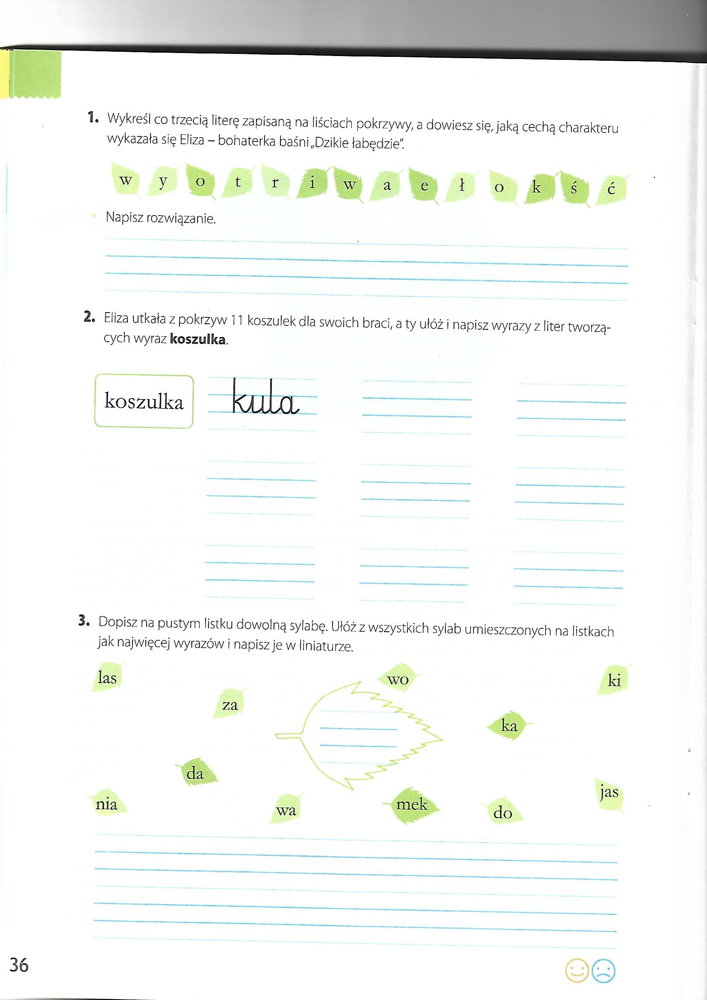 1. Wykreśl co trzecią literę zapisaną na liściach pokrzywy, a dowiesz się, jaką cechą charakteru
wykazała się Eliza – bohaterka baśni „Dzikie łabędzie”.
w y o t r i w a e ł o k ś ć
Napisz rozwiązanie.
2. Eliza utkała z pokrzyw 11 koszulek dla swoich braci, a ty ułóż i napisz wyrazy z liter tworzą-
cych wyraz koszulka.
koszulka kula
3. Dopisz na pustym listku dowolną sylabę. Ułóż z wszystkich sylab umieszczonych na listkach
jak najwięcej wyrazów i napisz je w liniaturze.
las wo ki
za
ka
da
nia wa mek do jas
36